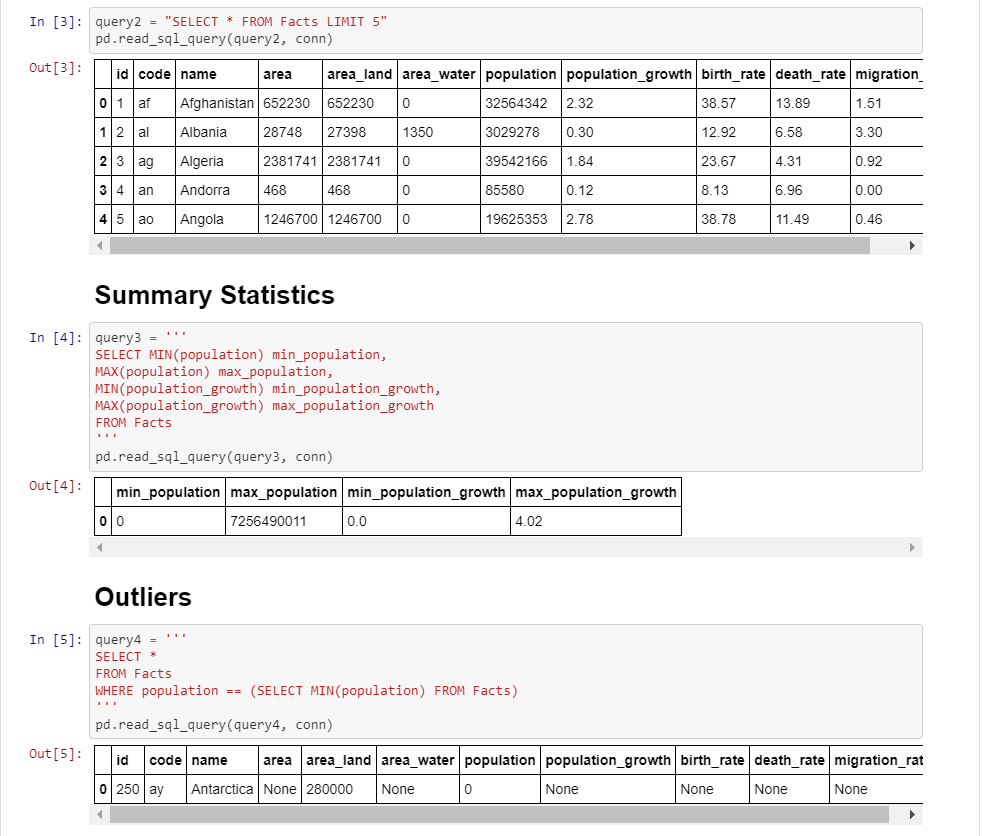 In [3]: query2 = "SELECT * FROM Facts LIMIT 5"
pd.read_sql_query(query2, conn)
Out[3]:
id code name area area_land area_water population population_growth birth_rate death_rate migration_
0 1 af Afghanistan 652230 652230 0 32564342 2.32 38.57 13.89 1.51
1 2 al Albania 28748 27398 1350 3029278 0.30 12.92 6.58 3.30
2 3 ag Algeria 2381741 2381741 0 39542166 1.84 23.67 4.31 0.92
3 4 an Andorra 468 468 0 85580 0.12 8.13 6.96 0.00
4 5 ao Angola 1246700 1246700 0 19625353 2.78 38.78 11.49 0.46
Summary Statistics
In [4]: query3 = '''
SELECT MIN(population) min_population,
MAX(population) max_population,
MIN(population_growth) min_population_growth,
MAX(population_growth) max_population_growth
FROM Facts
'''
pd.read_sql_query(query3, conn)
Out[4]:
min_population max_population min_population_growth max_population_growth
0 0 7256490011 0.0 4.02
Outliers
In [5]: query4 = '''
SELECT *
FROM Facts
WHERE population == (SELECT MIN(population) FROM Facts)
'''
pd.read_sql_query(query4, conn)
Out[5]:
id code name area area_land area_water population population_growth birth_rate death_rate migration_rat
0 250 ay Antarctica None 280000 None 0 None None None None